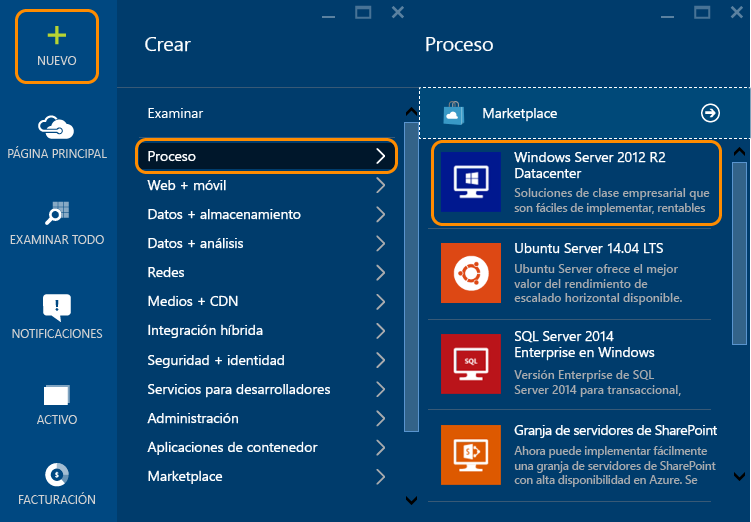 NUEVO
PÁGINA PRINCIPAL
EXAMINAR TODO
NOTIFICACIONES
ACTIVO
FACTURACIÓN
Crear
Examinar
Proceso
Web + móvil
Datos + almacenamiento
Datos + análisis
Redes
Medios + CDN
Integración híbrida
Seguridad + identidad
Servicios para desarrolladores
Administración
Aplicaciones de contenedor
Marketplace
Proceso
Marketplace
Windows Server 2012 R2
Datacenter
Soluciones de clase empresarial que
son fáciles de implementar, rentables
Ubuntu Server 14.04 LTS
Ubuntu Server ofrece el mejor
valor del rendimiento de
escalado horizontal disponible.
SQL
SQL Server 2014
Enterprise en Windows
Versión Enterprise de SQL
Server 2014 para transaccional,
Granja de servidores de SharePoint
Ahora puede implementar fácilmente
una granja de servidores de SharePoint
con alta disponibilidad en Azure. Se